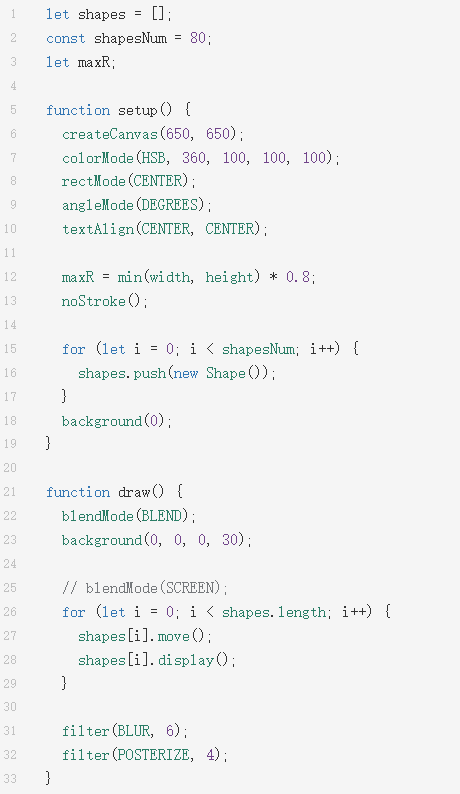 1 let shapes = [];
2 const shapesNum = 80;
3 let maxR;
4
5 function setup() {
6   createCanvas(650, 650);
7   colorMode(HSB, 360, 100, 100, 100);
8   rectMode(CENTER);
9   angleMode(DEGREES);
10   textAlign(CENTER, CENTER);
11
12   maxR = min(width, height) * 0.8;
13   noStroke();
14
15   for (let i = 0; i < shapesNum; i++) {
16     shapes.push(new Shape());
17   }
18   background(0);
19 }
20
21 function draw() {
22   blendMode(BLEND);
23   background(0, 0, 0, 30);
24
25   // blendMode(SCREEN);
26   for (let i = 0; i < shapes.length; i++) {
27     shapes[i].move();
28     shapes[i].display();
29   }
30
31   filter(BLUR, 6);
32   filter(POSTERIZE, 4);
33 }